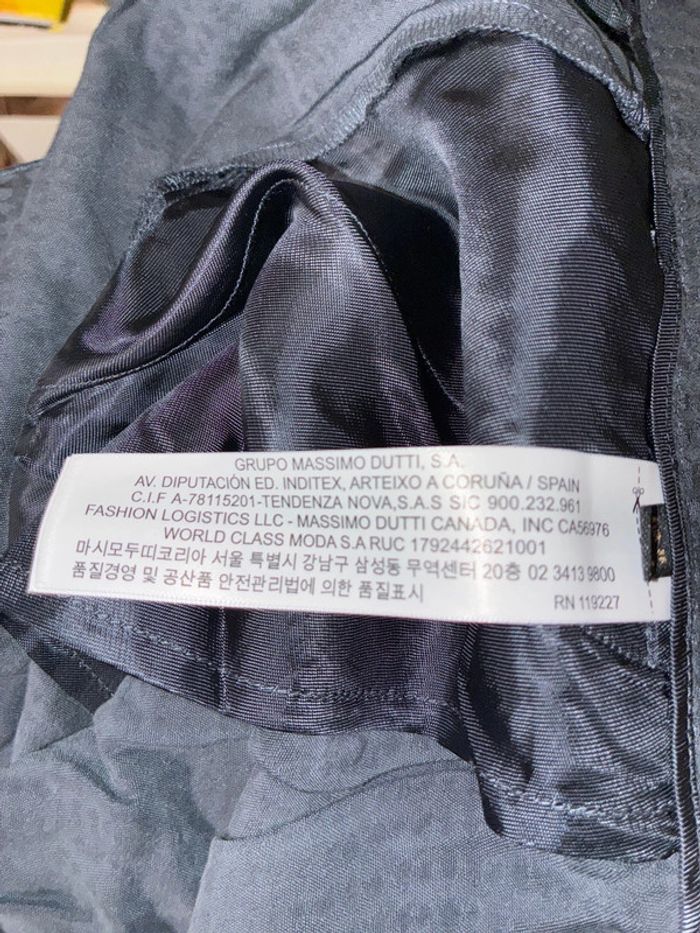 GRUPO MASSIMO DUTTI, S.A.
AV. DIPUTACIÓN ED. INDITEX, ARTEIXO A CORUÑA / SPAIN
C.I.F A-78115201-TENDENZA NOVA,S.A.S SIC 900.232.961
FASHION LOGISTICS LLC - MASSIMO DUTTI CANADA, INC CA56976
WORLD CLASS MODA S.A RUC 1792442621001
마시모두띠코리아 서울 특별시 강남구 삼성동 무역센터 20층 02 3413 9800
품질경영 및 공산품 안전관리법에 의한 품질표시
RN 119227